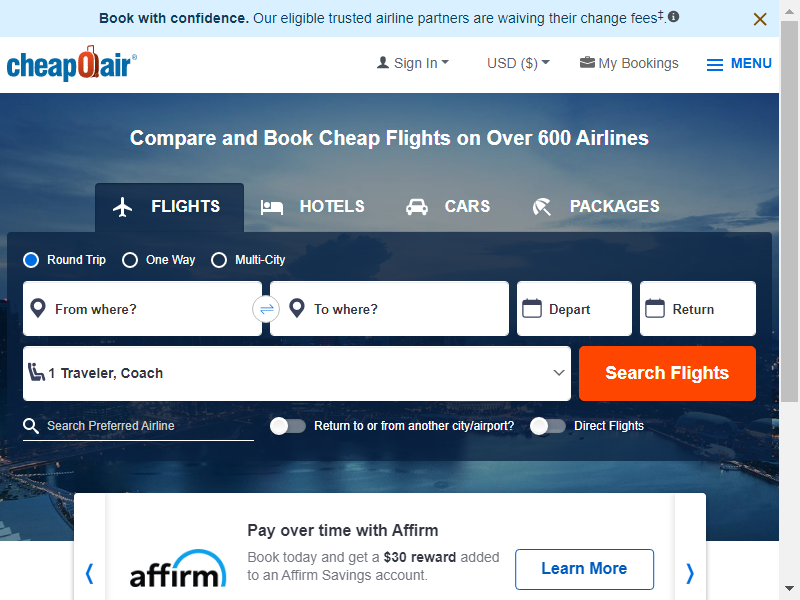 Book with confidence. Our eligible trusted airline partners are waiving their change fees‡.
cheapOair®
Sign In
USD ($)
My Bookings
MENU
Compare and Book Cheap Flights on Over 600 Airlines
FLIGHTS
HOTELS
CARS
PACKAGES
Round Trip
One Way
Multi-City
From where?
To where?
Depart
Return
1 Traveler, Coach
Search Flights
Search Preferred Airline
Return to or from another city/airport?
Direct Flights
affirm
Pay over time with Affirm
Book today and get a $30 reward added
to an Affirm Savings account.
Learn More